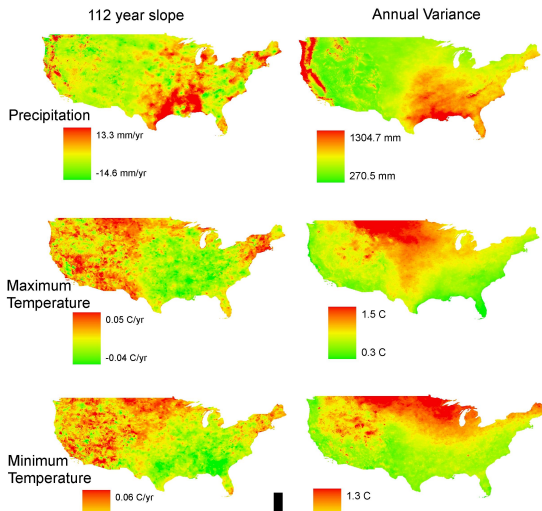 112 year slope
Annual Variance
Precipitation
13.3 mm/yr
-14.6 mm/yr
1304.7 mm
270.5 mm
Maximum
Temperature
0.05 C/yr
-0.04 C/yr
1.5 C
0.3 C
Minimum
Temperature
0.06 C/yr
1.3 C